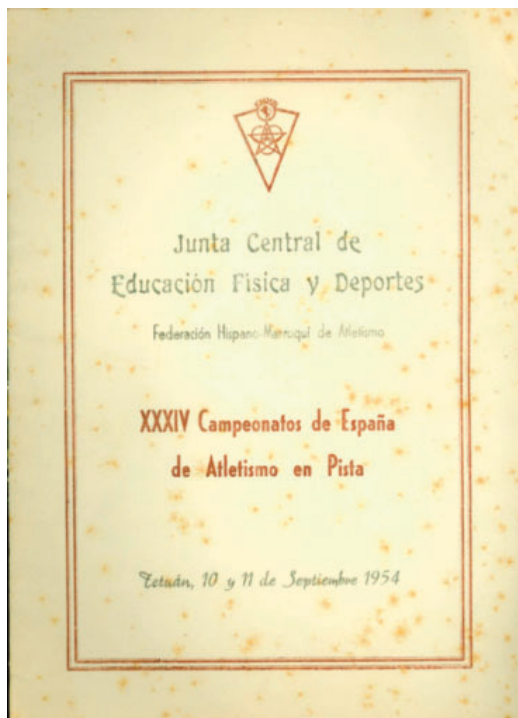 Junta Central de
Educación Física y Deportes
Federación Hispano-Marroquí de Atletismo
XXXIV Campeonatos de España
de Atletismo en Pista
Tetuán, 10 y 11 de Septiembre 1954